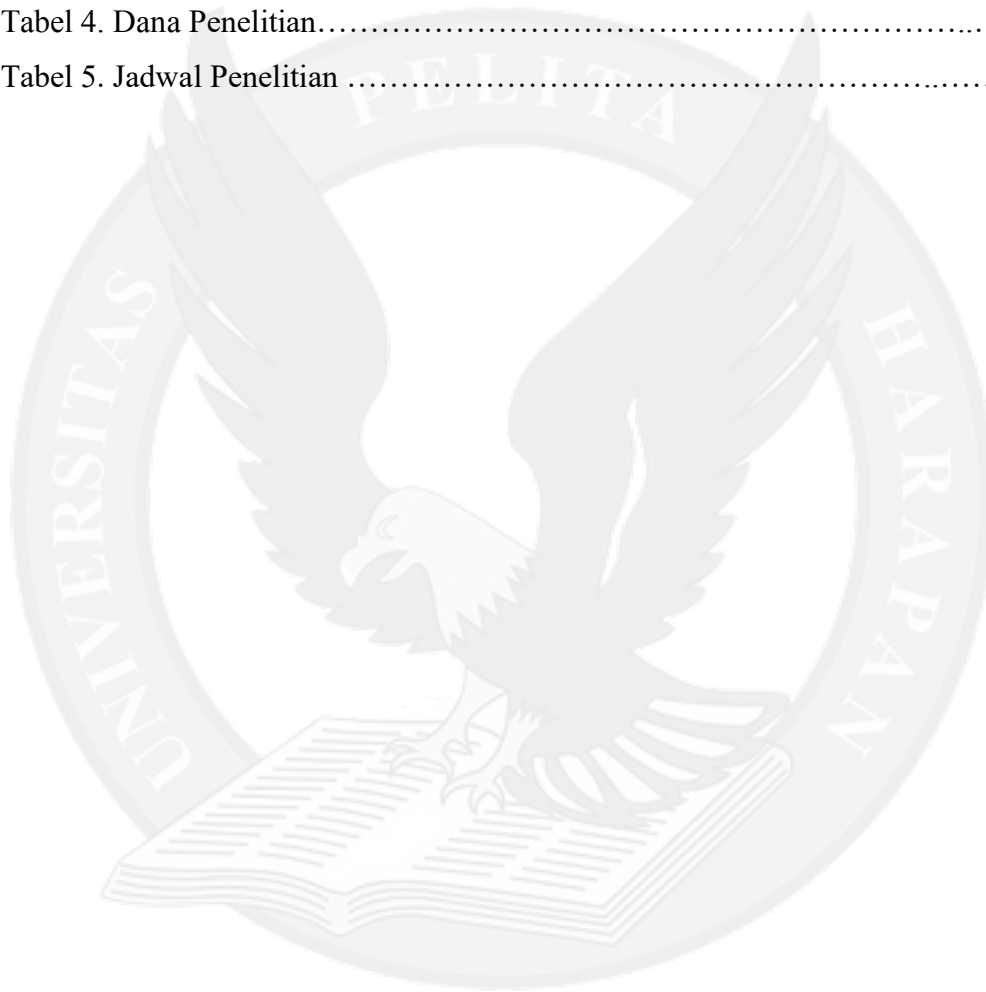 Tabel 4. Dana Penelitian……………………………………………………..…
Tabel 5. Jadwal Penelitian ………………………………………………..……
UNIVERSITAS PELITA HARAPAN